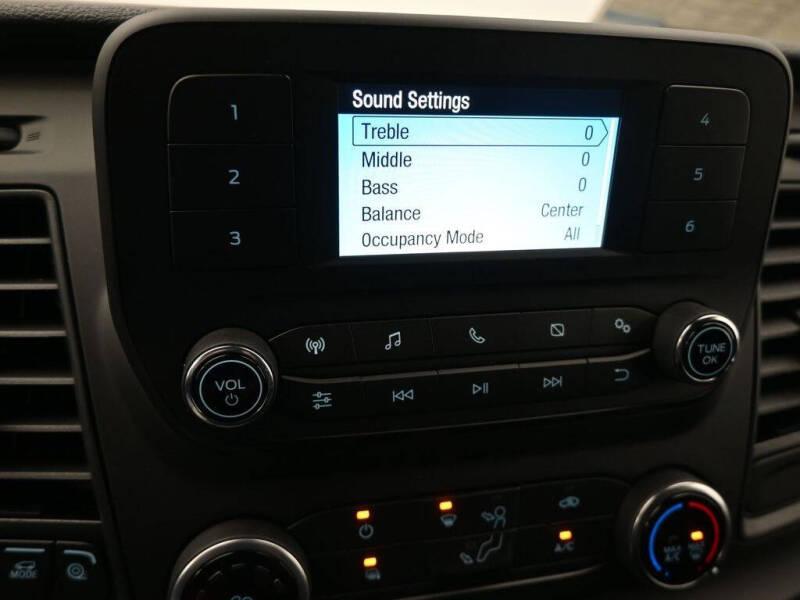 Sound Settings
Treble 0
Middle 0
Bass 0
Balance Center
Occupancy Mode All
1
2
3
4
5
6
VOL
TUNE
OK
A/C
MAX
A/C
MODE